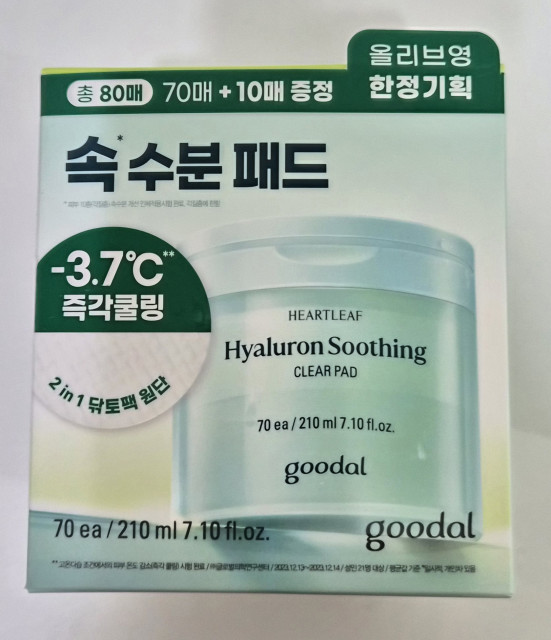 올리브영
한정기획
총 80매 70매 + 10매 증정
속* 수분 패드
-3.7℃**
즉각쿨링
2 in 1 닦토팩 원단
HEARTLEAF
Hyaluron Soothing
CLEAR PAD
70 ea / 210 ml 7.10 fl.oz.
goodal
70 ea / 210 ml 7.10 fl.oz.
goodal